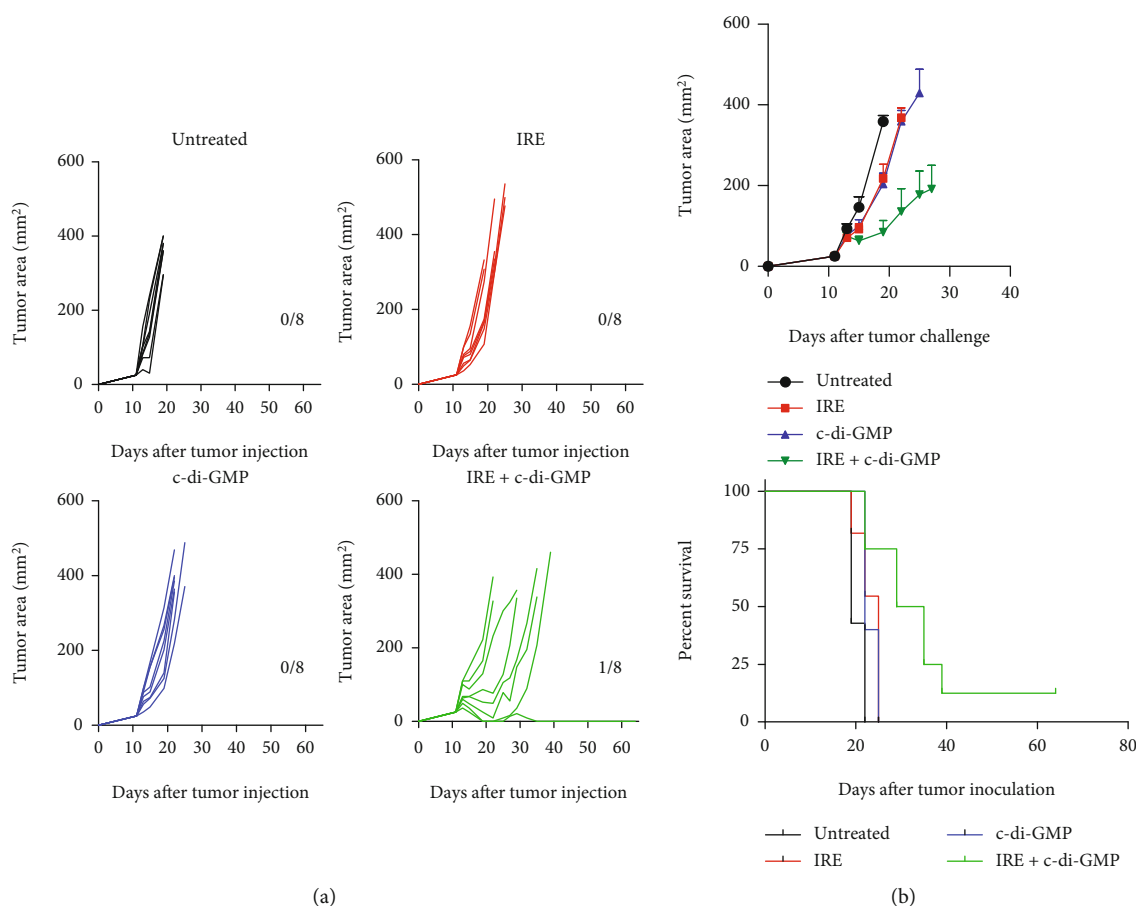 Untreated
600
400
200
0
Tumor area (mm²)
0/8
0 10 20 30 40 50 60
Days after tumor injection
IRE
600
400
200
0
Tumor area (mm²)
0/8
0 10 20 30 40 50 60
Days after tumor injection
c-di-GMP
600
400
200
0
Tumor area (mm²)
0/8
0 10 20 30 40 50 60
Days after tumor injection
IRE + c-di-GMP
600
400
200
0
Tumor area (mm²)
1/8
0 10 20 30 40 50 60
Days after tumor injection
(a)
600
400
200
0
Tumor area (mm²)
0 10 20 30 40
Days after tumor challenge
Untreated
IRE
c-di-GMP
IRE + c-di-GMP
100
75
50
25
0
Percent survival
0 20 40 60 80
Days after tumor inoculation
Untreated
IRE
c-di-GMP
IRE + c-di-GMP
(b)